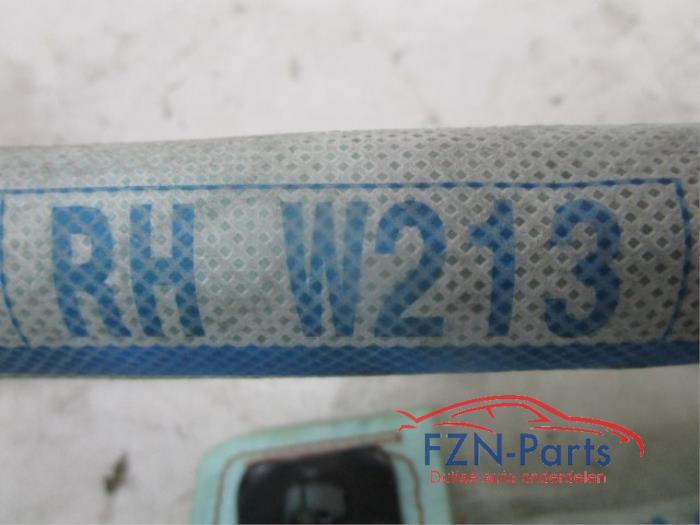 RH W213
FZN-Parts
Duitse auto onderdelen